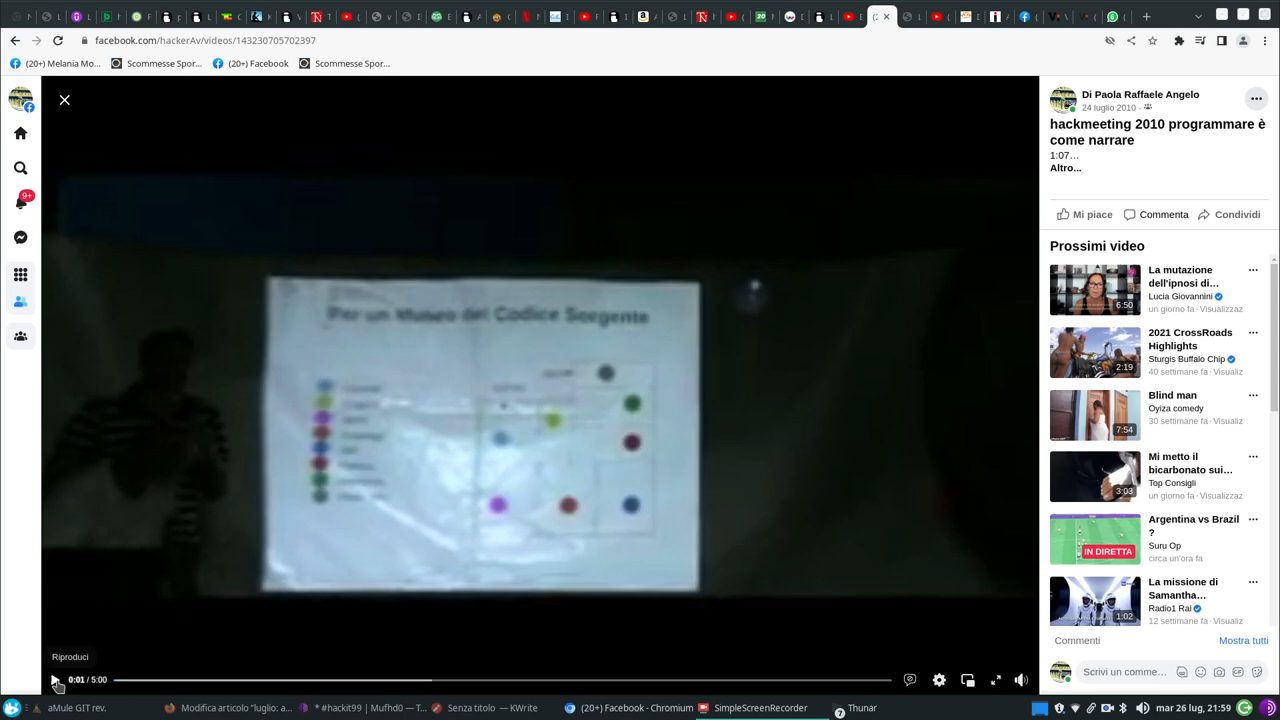 facebook.com/hackerAv/videos/143230705702397
(20+) Melania Mo...
Scommesse Spor...
(20+) Facebook
Scommesse Spor...
9+
Codice Sorgente
Riproduci
0:01 / 5:00
Di Paola Raffaele Angelo
24 luglio 2010 ·
hackmeeting 2010 programmare è
come narrare
1:07…
Altro...
Mi piace
Commenta
Condividi
Prossimi video
La mutazione
dell'ipnosi di…
Lucia Giovannini
un giorno fa · Visualizzaz
6:50
2021 CrossRoads
Highlights
Sturgis Buffalo Chip
40 settimane fa · Visualiz
2:19
Blind man
Oyiza comedy
30 settimane fa · Visualiz
7:54
Mi metto il
bicarbonato sui…
Top Consigli
un giorno fa · Visualizzaz
3:03
Argentina vs Brazil
?
Suru Op
circa un'ora fa
IN DIRETTA
La missione di
Samantha…
Radio1 Rai
12 settimane fa · Visualiz
1:02
Commenti
Mostra tutti
Scrivi un comme…
aMule GIT rev.
Modifica articolo "luglio: a...
* #hackit99 | Mufhd0 — T...
Senza titolo — KWrite
(20+) Facebook - Chromium
SimpleScreenRecorder
7
Thunar
mar 26 lug, 21:59